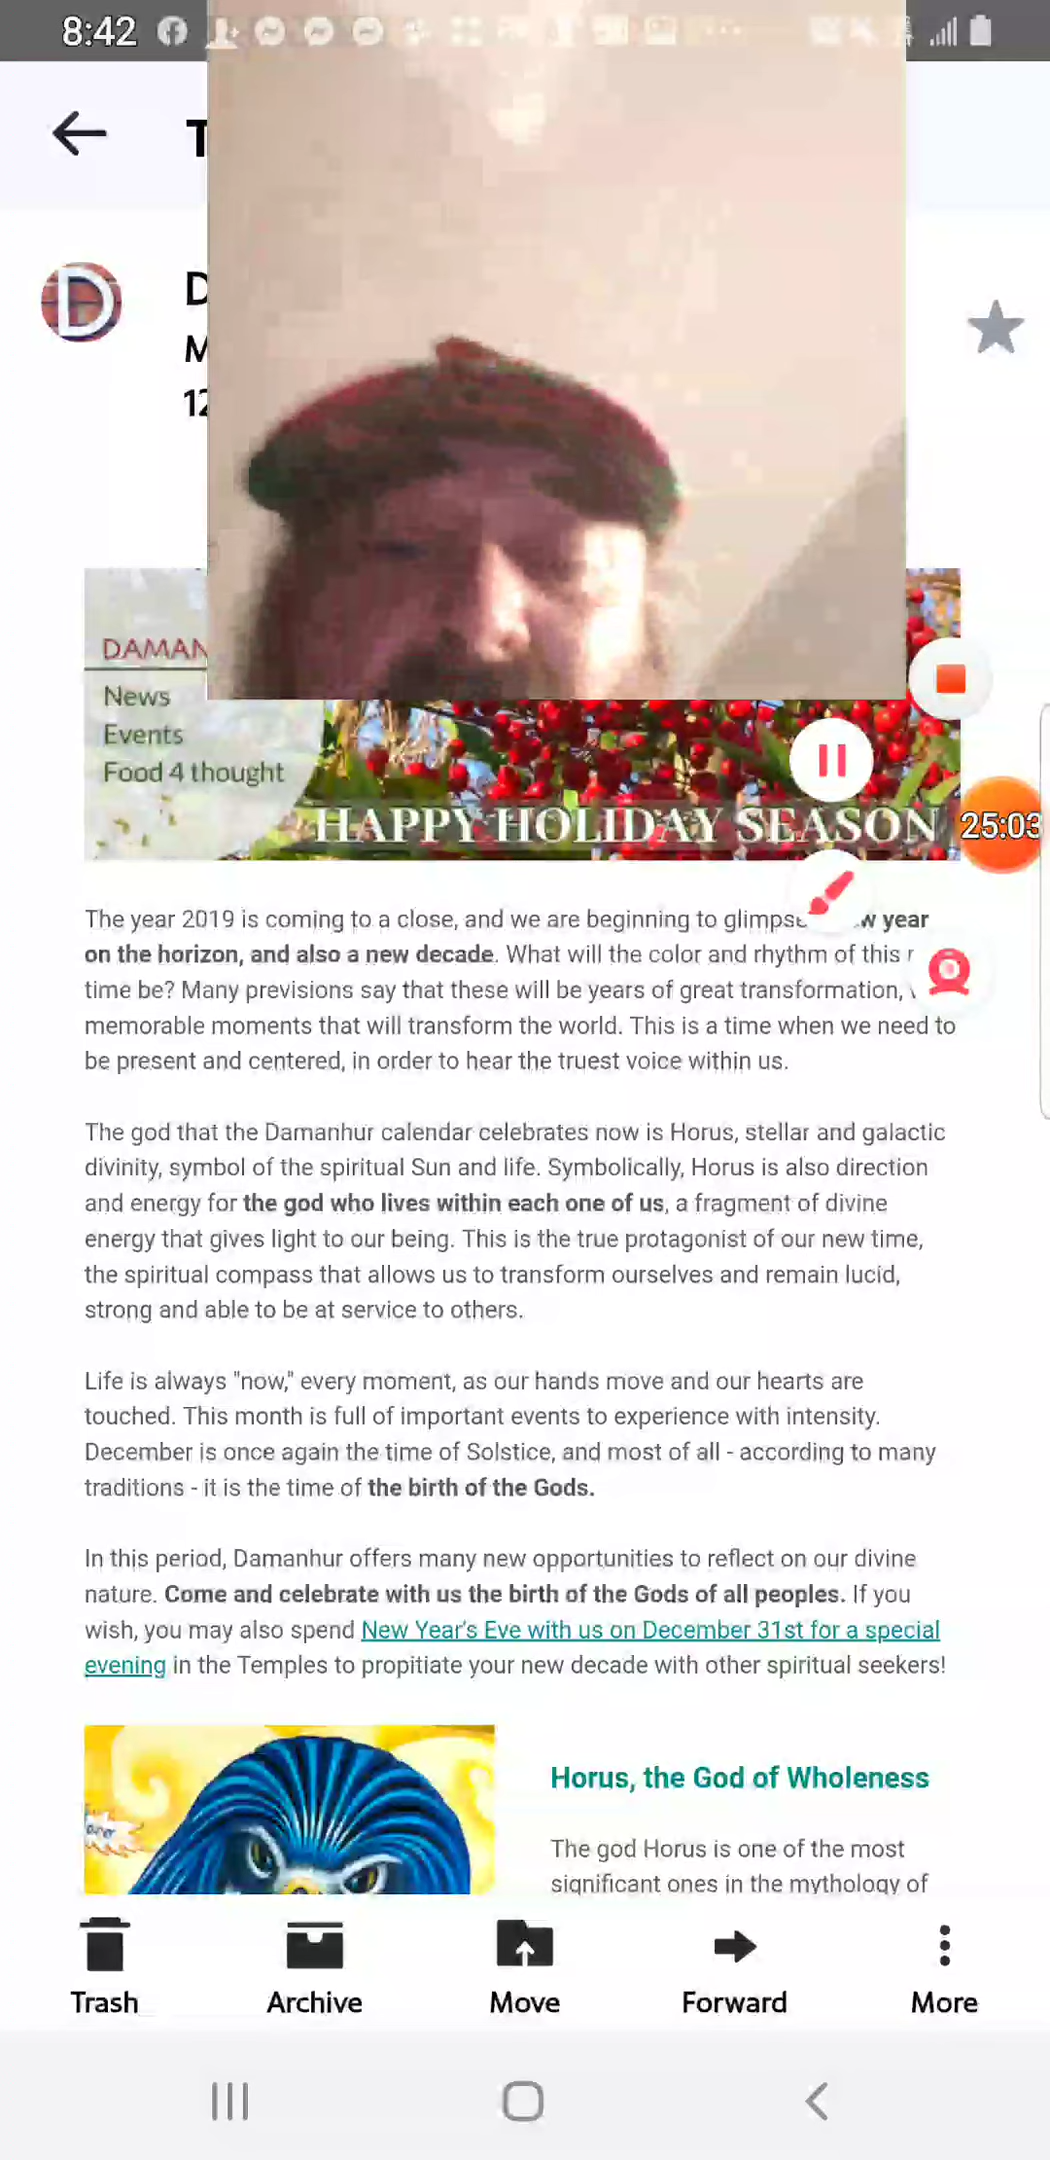 8:42
T
D
D
M
12
DAMAN
News
Events
Food 4 thought
HAPPY HOLIDAY SEASON
25:03
The year 2019 is coming to a close, and we are beginning to glimpse w year
on the horizon, and also a new decade. What will the color and rhythm of this
time be? Many previsions say that these will be years of great transformation,
memorable moments that will transform the world. This is a time when we need to
be present and centered, in order to hear the truest voice within us.
The god that the Damanhur calendar celebrates now is Horus, stellar and galactic
divinity, symbol of the spiritual Sun and life. Symbolically, Horus is also direction
and energy for the god who lives within each one of us, a fragment of divine
energy that gives light to our being. This is the true protagonist of our new time,
the spiritual compass that allows us to transform ourselves and remain lucid,
strong and able to be at service to others.
Life is always "now," every moment, as our hands move and our hearts are
touched. This month is full of important events to experience with intensity.
December is once again the time of Solstice, and most of all - according to many
traditions - it is the time of the birth of the Gods.
In this period, Damanhur offers many new opportunities to reflect on our divine
nature. Come and celebrate with us the birth of the Gods of all peoples. If you
wish, you may also spend New Year's Eve with us on December 31st for a special
evening in the Temples to propitiate your new decade with other spiritual seekers!
Horus, the God of Wholeness
The god Horus is one of the most
significant ones in the mythology of
Trash Archive Move Forward More